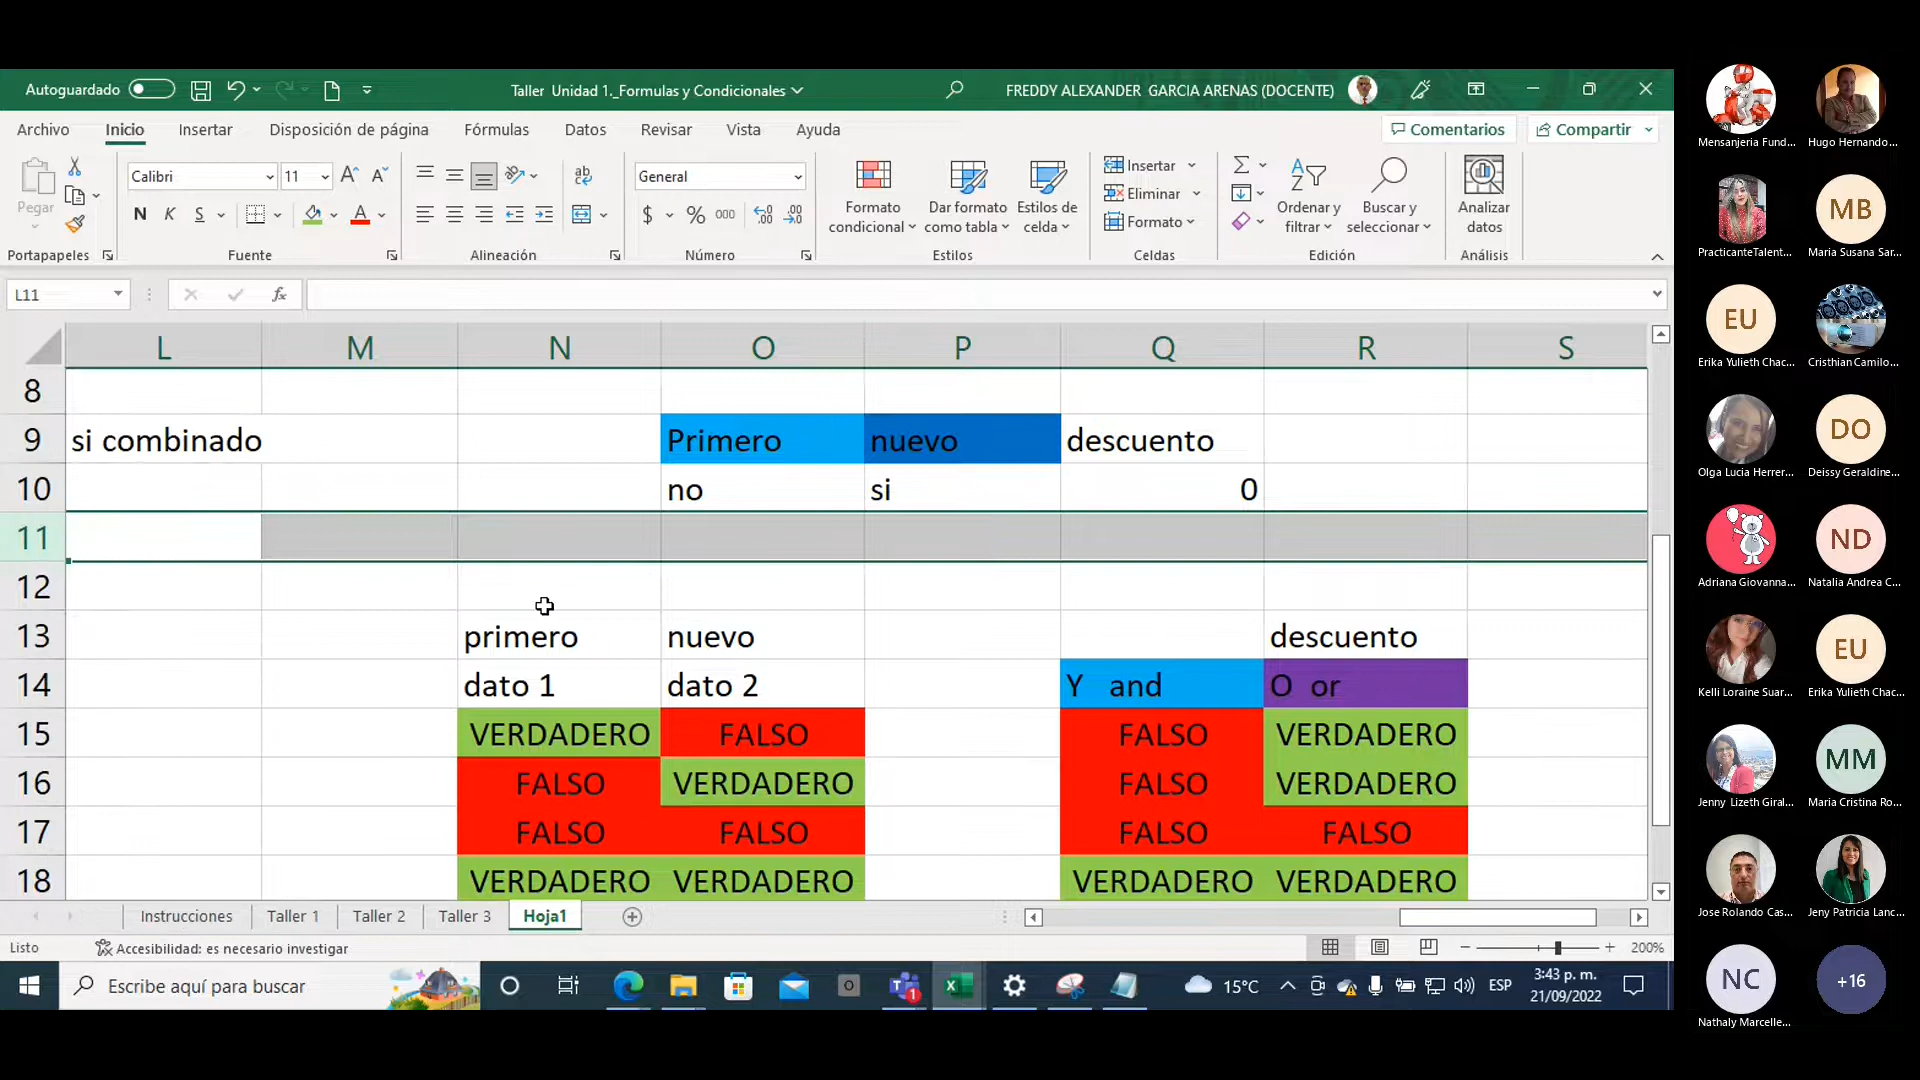 Autoguardado
Taller Unidad 1._Formulas y Condicionales
FREDDY ALEXANDER GARCIA ARENAS (DOCENTE)
Archivo Inicio Insertar Disposición de página Fórmulas Datos Revisar Vista Ayuda
Comentarios Compartir
Pegar
Calibri 11
N K S
General
$ % 000
Formato condicional
Dar formato como tabla
Estilos de celda
Insertar
Eliminar
Formato
Ordenar y filtrar
Buscar y seleccionar
Analizar datos
Portapapeles Fuente Alineación Número Estilos Celdas Edición Análisis
L11 fx
L M N O P Q R S
8
9 si combinado Primero nuevo descuento
10 no si 0
11
12
13 primero nuevo descuento
14 dato 1 dato 2 Y and O or
15 VERDADERO FALSO FALSO VERDADERO
16 FALSO VERDADERO FALSO VERDADERO
17 FALSO FALSO FALSO FALSO
18 VERDADERO VERDADERO VERDADERO VERDADERO
Instrucciones Taller 1 Taller 2 Taller 3 Hoja1
Listo Accesibilidad: es necesario investigar 200%
Escribe aquí para buscar
1
15°C ESP
3:43 p. m.
21/09/2022
Mensanjeria Fund... Hugo Hernando...
MB
PracticanteTalent... Maria Susana Sar...
EU
Erika Yulieth Chac... Cristhian Camilo...
DO
Olga Lucia Herrer... Deissy Geraldine...
ND
Adriana Giovanna... Natalia Andrea C...
EU
Kelli Loraine Suar... Erika Yulieth Chac...
MM
Jenny Lizeth Giral... Maria Cristina Ro...
Jose Rolando Cas... Jeny Patricia Lanc...
NC +16
Nathaly Marcelle...